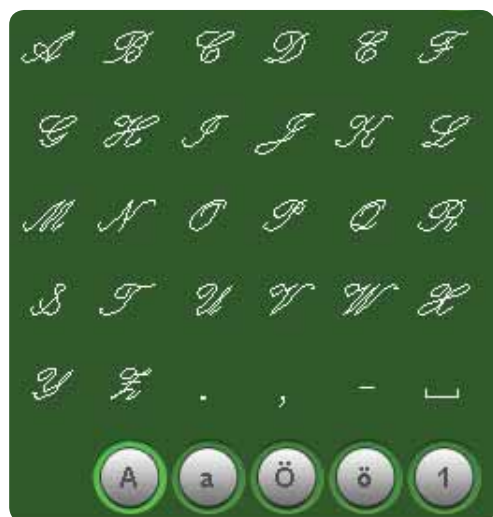 A B C D E F
G H I J K L
M N O P Q R
S T U V W X
Y Z . , - ⎵
A a Ö ö 1